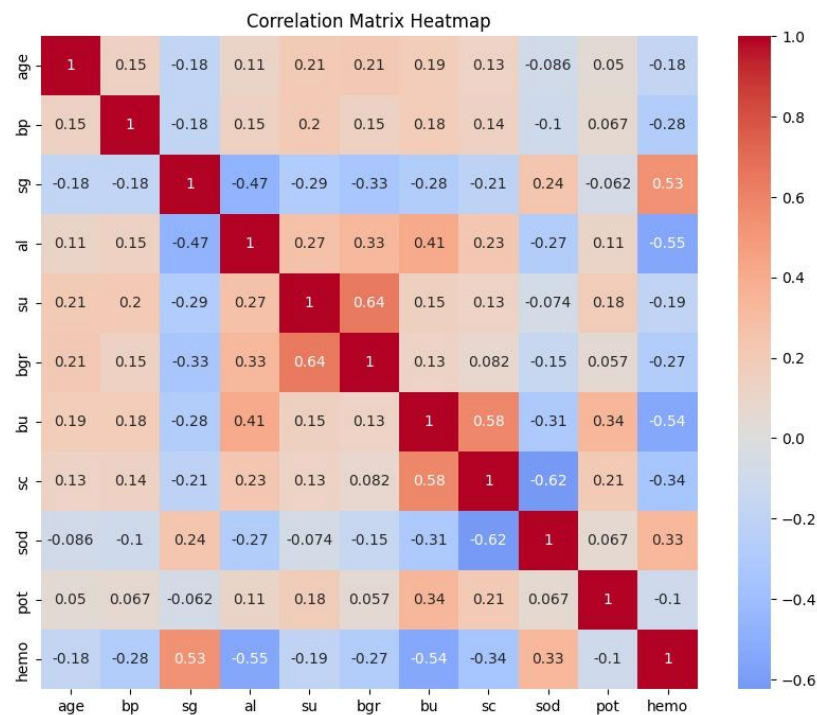 Correlation Matrix Heatmap
age 1 0.15 -0.18 0.11 0.21 0.21 0.19 0.13 -0.086 0.05 -0.18
bp 0.15 1 -0.18 0.15 0.2 0.15 0.18 0.14 -0.1 0.067 -0.28
sg -0.18 -0.18 1 -0.47 -0.29 -0.33 -0.28 -0.21 0.24 -0.062 0.53
al 0.11 0.15 -0.47 1 0.27 0.33 0.41 0.23 -0.27 0.11 -0.55
su 0.21 0.2 -0.29 0.27 1 0.64 0.15 0.13 -0.074 0.18 -0.19
bgr 0.21 0.15 -0.33 0.33 0.64 1 0.13 0.082 -0.15 0.057 -0.27
bu 0.19 0.18 -0.28 0.41 0.15 0.13 1 0.58 -0.31 0.34 -0.54
sc 0.13 0.14 -0.21 0.23 0.13 0.082 0.58 1 -0.62 0.21 -0.34
sod -0.086 -0.1 0.24 -0.27 -0.074 -0.15 -0.31 -0.62 1 0.067 0.33
pot 0.05 0.067 -0.062 0.11 0.18 0.057 0.34 0.21 0.067 1 -0.1
hemo -0.18 -0.28 0.53 -0.55 -0.19 -0.27 -0.54 -0.34 0.33 -0.1 1
age bp sg al su bgr bu sc sod pot hemo
1.0
0.8
0.6
0.4
0.2
0.0
−0.2
−0.4
−0.6